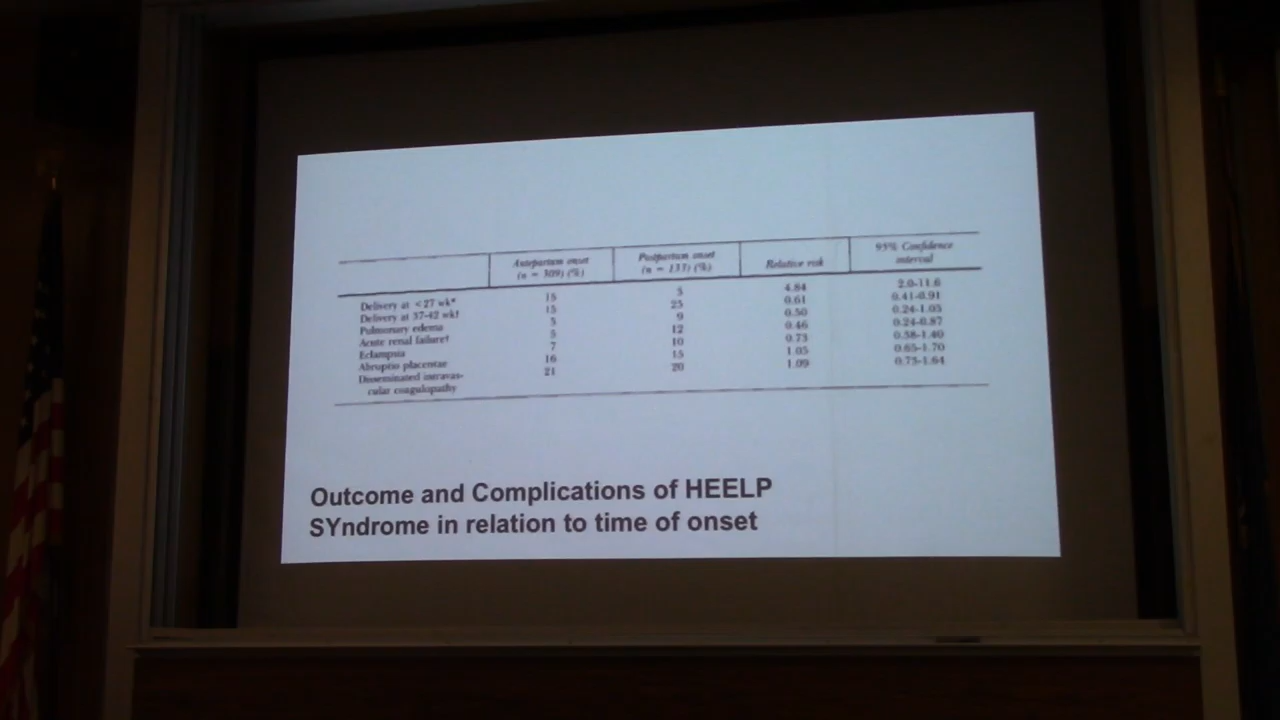 Antepartum onset Postpartum onset Relative risk 95% Confidence
(n = 309) (%) (n = 137) (%) interval
Delivery at <27 wk* 15 3 4.84 2.0-11.6
Delivery at 37-42 wk† 15 25 0.61 0.41-0.91
Pulmonary edema 5 9 0.50 0.24-1.05
Acute renal failure† 5 12 0.46 0.24-0.87
Eclampsia 7 10 0.73 0.38-1.40
Abruptio placentae 16 15 1.05 0.65-1.70
Disseminated intravas- 21 20 1.09 0.73-1.64
cular coagulopathy
Outcome and Complications of HEELP
SYndrome in relation to time of onset